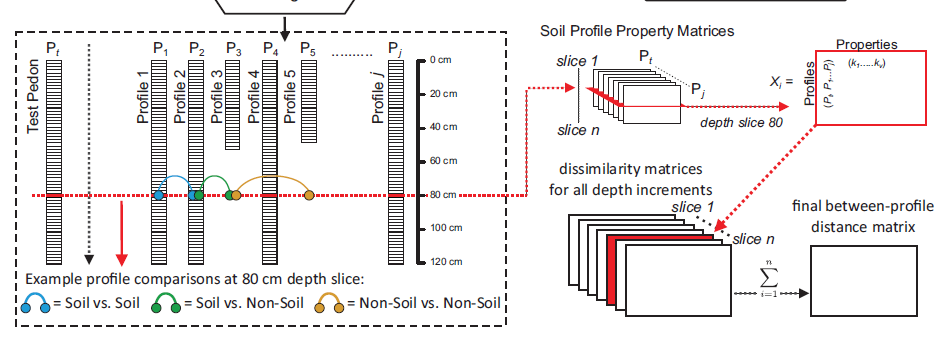 P_t P_1 P_2 P_3 P_4 P_5 .......... P_j
Test Pedon
Profile 1
Profile 2
Profile 3
Profile 4
Profile 5
Profile j
0 cm
20 cm
40 cm
60 cm
80 cm
100 cm
120 cm
Example profile comparisons at 80 cm depth slice:
= Soil vs. Soil = Soil vs. Non-Soil = Non-Soil vs. Non-Soil
Soil Profile Property Matrices
slice 1
P_t
P_j
slice n
depth slice 80
Properties
(k_1,.....k_v)
X_i =
Profiles
(P_t, P_1,..P_j)
dissimilarity matrices
for all depth increments
slice 1
slice n
n
∑
i=1
final between-profile
distance matrix